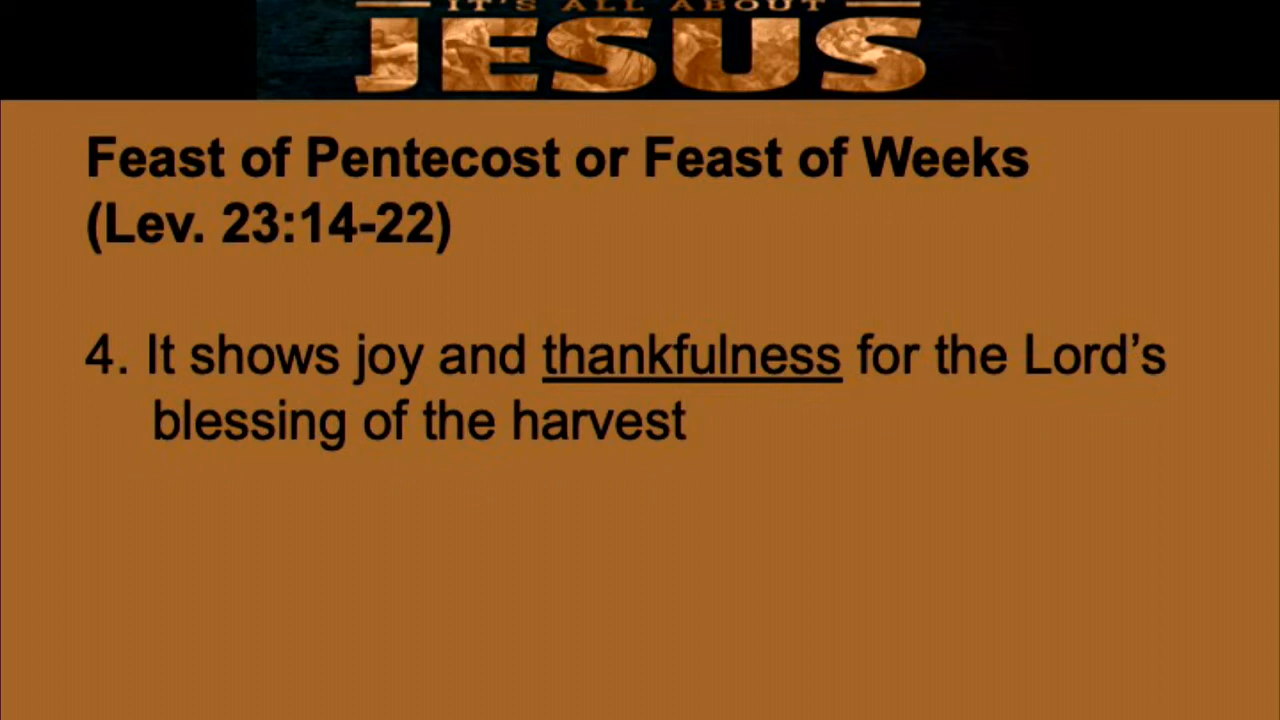 IT'S ALL ABOUT
JESUS
Feast of Pentecost or Feast of Weeks
(Lev. 23:14-22)
4. It shows joy and thankfulness for the Lord’s
blessing of the harvest